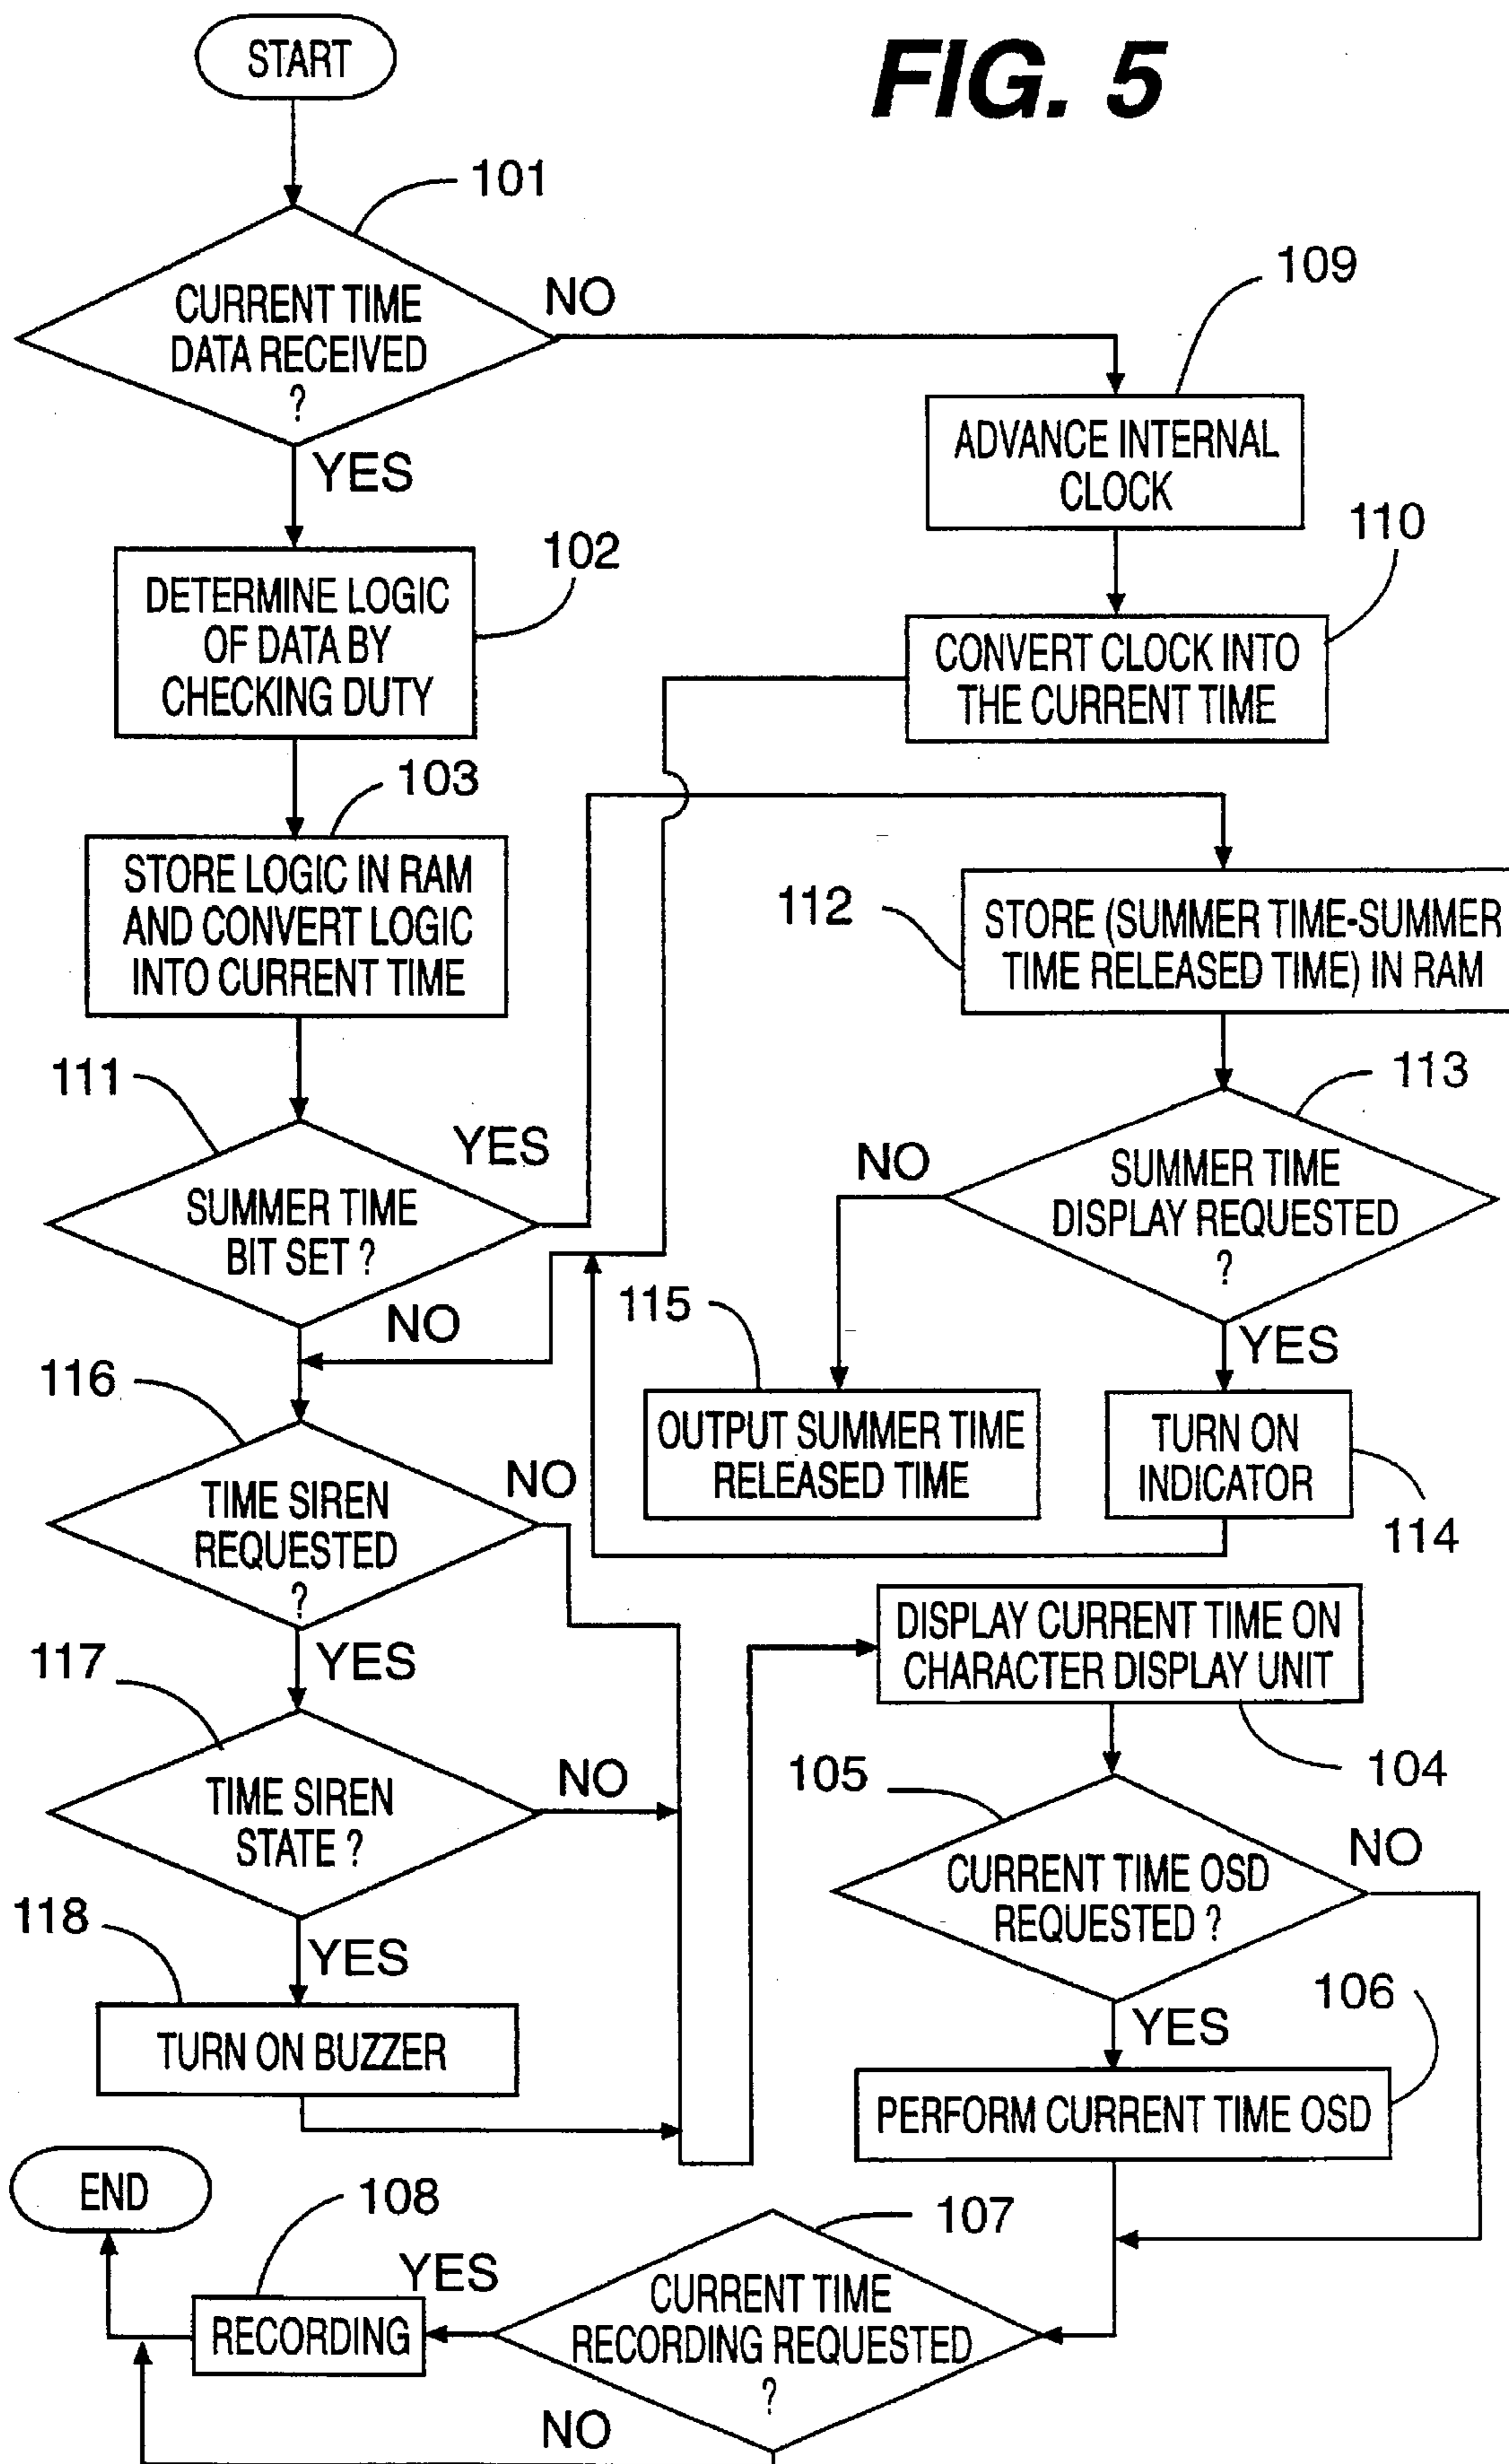 FIG. 5
START
101
CURRENT TIME
DATA RECEIVED
?
NO
YES
109
ADVANCE INTERNAL
CLOCK
102
DETERMINE LOGIC
OF DATA BY
CHECKING DUTY
110
CONVERT CLOCK INTO
THE CURRENT TIME
103
STORE LOGIC IN RAM
AND CONVERT LOGIC
INTO CURRENT TIME
112
STORE (SUMMER TIME-SUMMER
TIME RELEASED TIME) IN RAM
111
SUMMER TIME
BIT SET ?
YES
NO
113
SUMMER TIME
DISPLAY REQUESTED
?
NO
YES
115
OUTPUT SUMMER TIME
RELEASED TIME
TURN ON
INDICATOR
114
116
TIME SIREN
REQUESTED
?
NO
YES
117
TIME SIREN
STATE ?
NO
YES
118
TURN ON BUZZER
DISPLAY CURRENT TIME ON
CHARACTER DISPLAY UNIT
104
105
CURRENT TIME OSD
REQUESTED ?
NO
YES
106
PERFORM CURRENT TIME OSD
107
CURRENT TIME
RECORDING REQUESTED
?
YES
NO
108
RECORDING
END